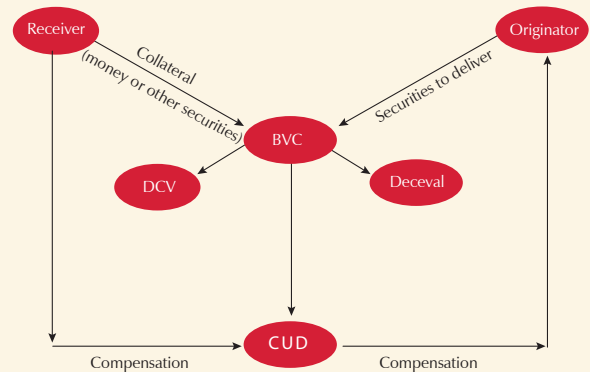 Receiver
Originator
Collateral
(money or other securities)
Securities to deliver
BVC
DCV
Deceval
CUD
Compensation
Compensation